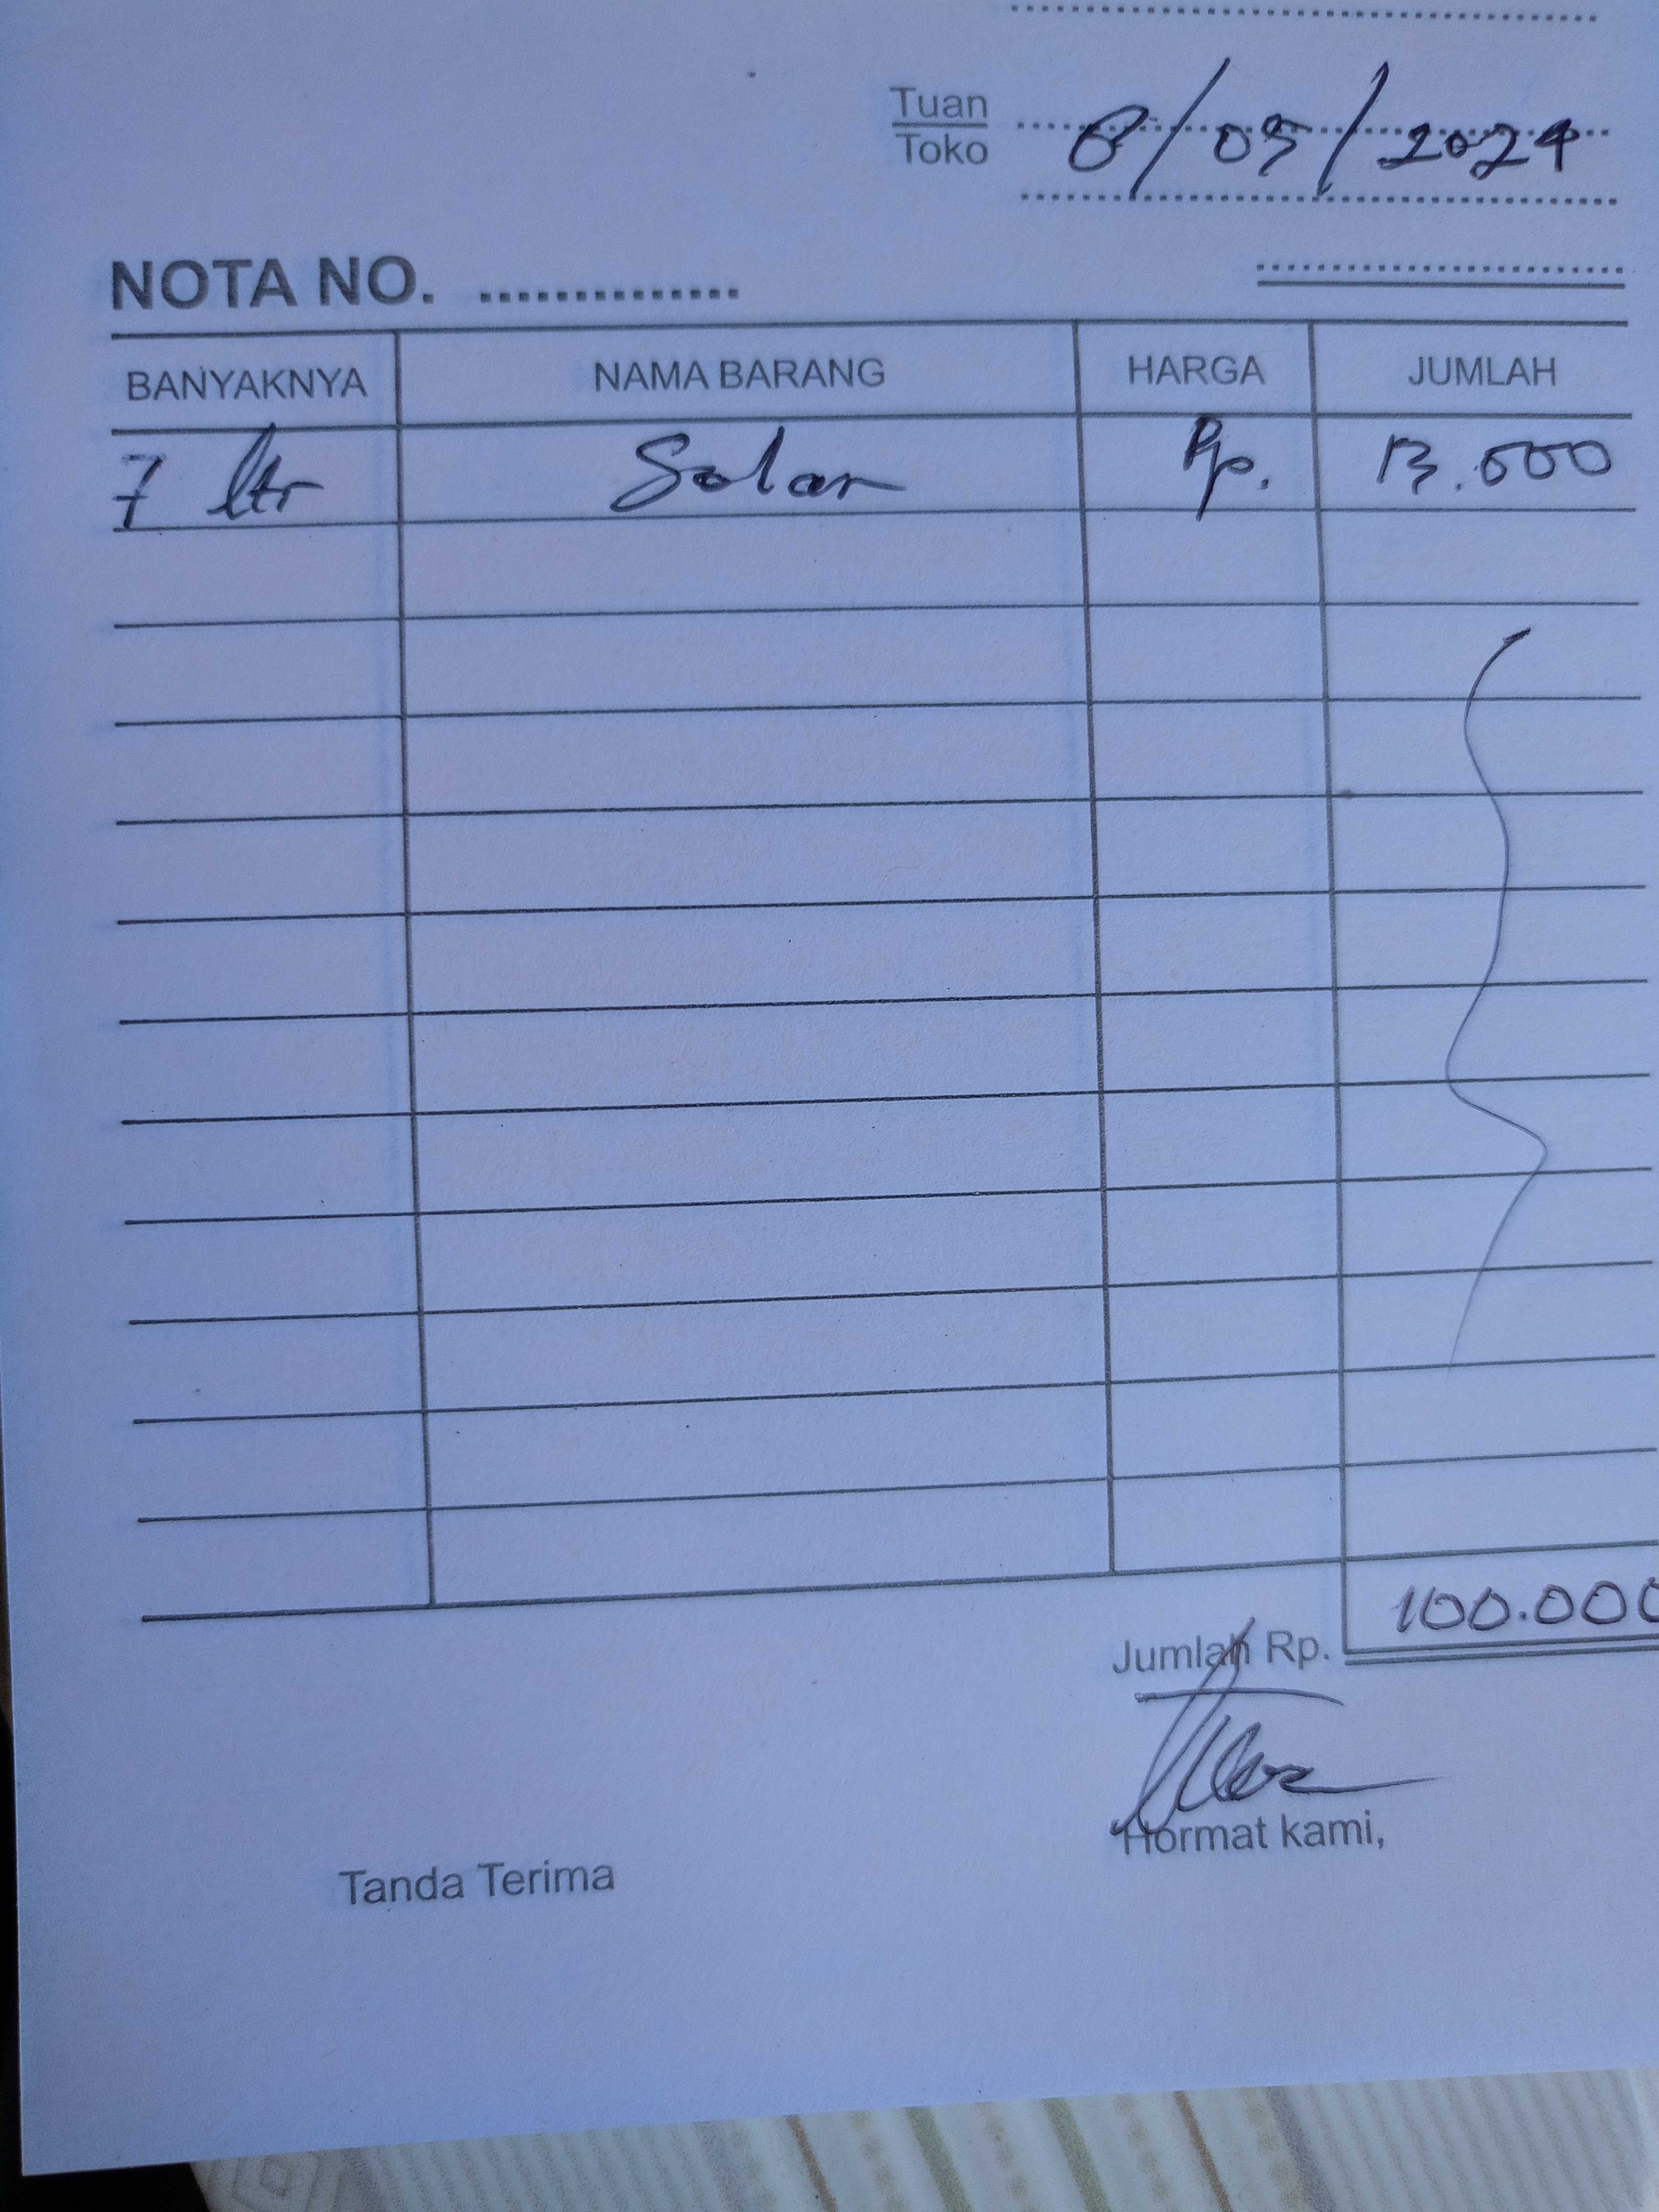 Tuan
Toko 8/05/2024
NOTA NO. ..............
BANYAKNYA NAMA BARANG HARGA JUMLAH
7 ltr Solar Rp. 13.000
Jumlah Rp. 100.000
Hormat kami,
Tanda Terima